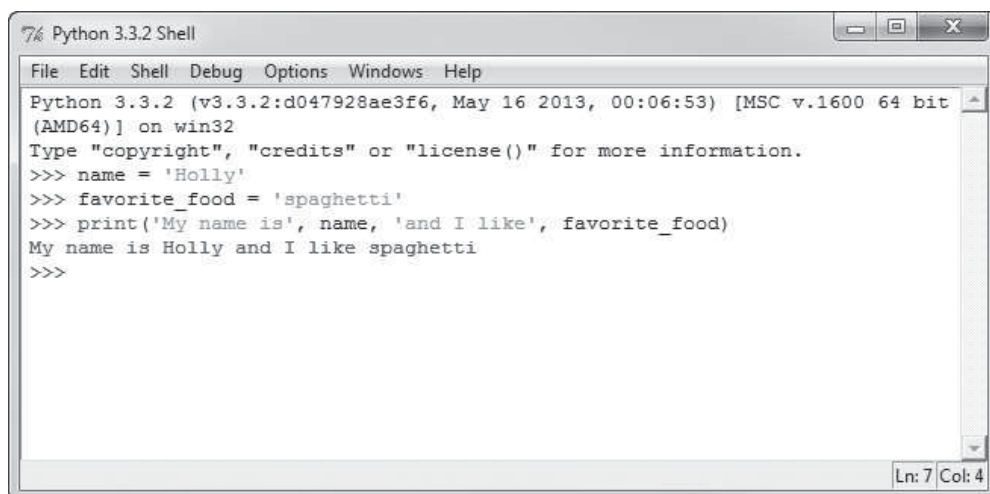 Python 3.3.2 Shell
File Edit Shell Debug Options Windows Help
Python 3.3.2 (v3.3.2:d047928ae3f6, May 16 2013, 00:06:53) [MSC v.1600 64 bit
(AMD64)] on win32
Type "copyright", "credits" or "license()" for more information.
>>> name = 'Holly'
>>> favorite_food = 'spaghetti'
>>> print('My name is', name, 'and I like', favorite_food)
My name is Holly and I like spaghetti
>>>
Ln: 7 Col: 4